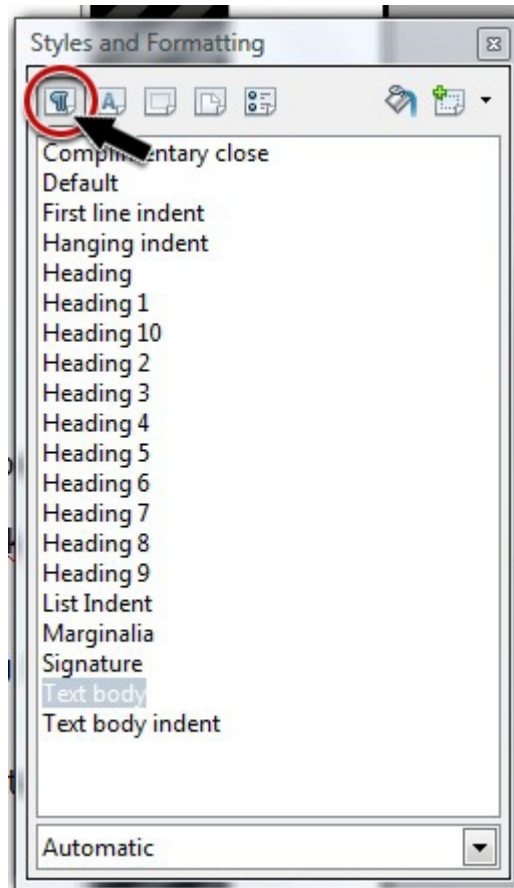 Styles and Formatting
Complimentary close
Default
First line indent
Hanging indent
Heading
Heading 1
Heading 10
Heading 2
Heading 3
Heading 4
Heading 5
Heading 6
Heading 7
Heading 8
Heading 9
List Indent
Marginalia
Signature
Text body
Text body indent
Automatic